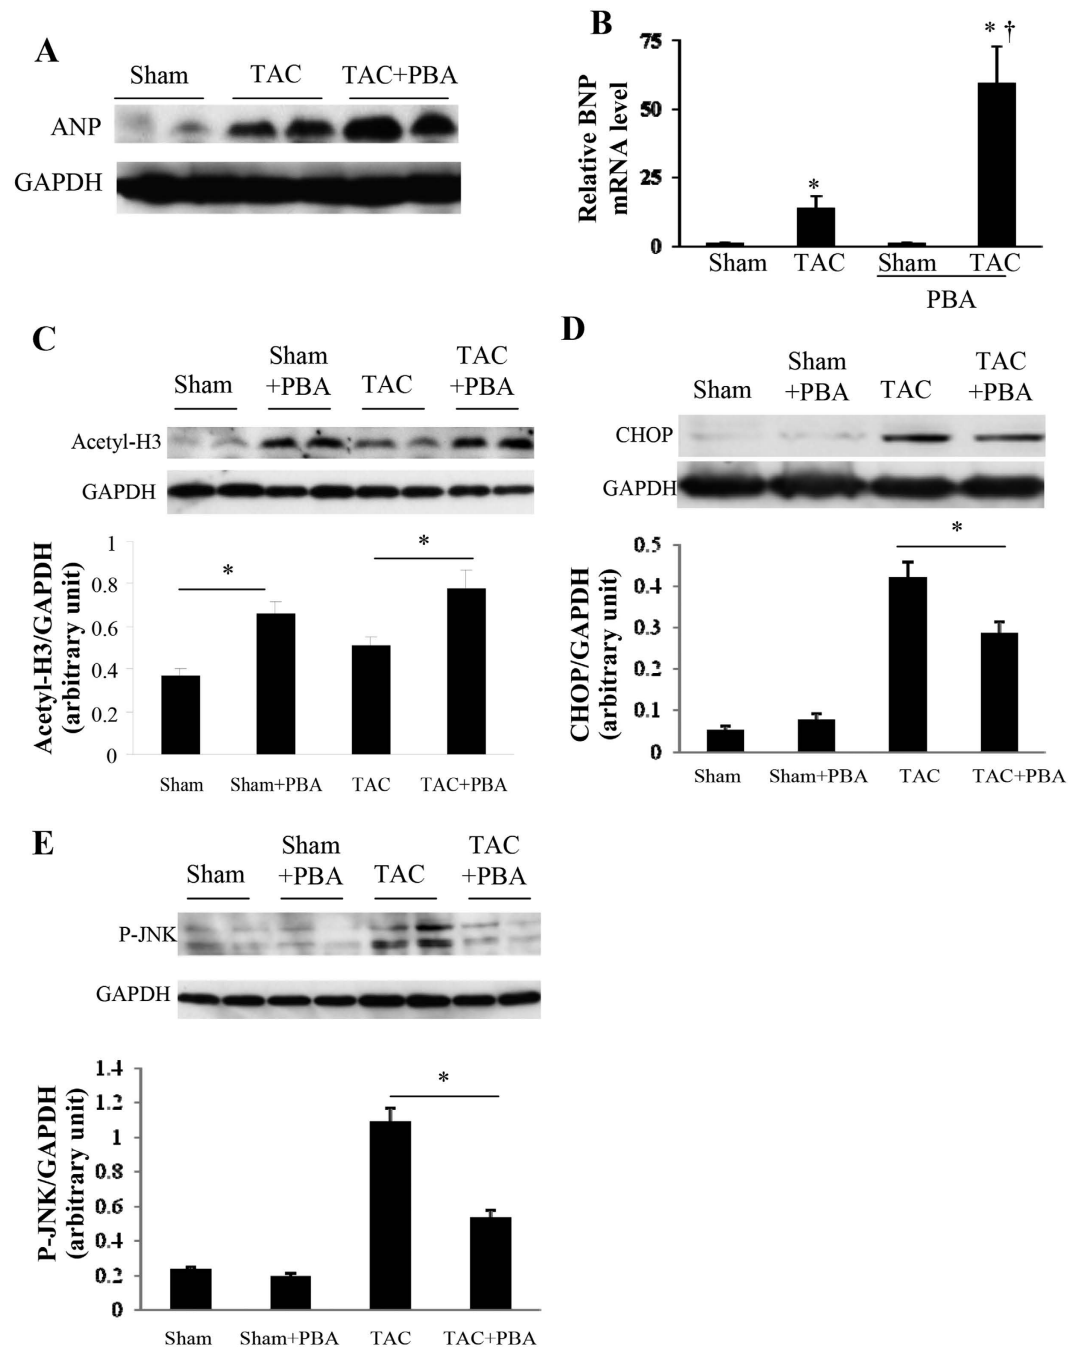 A
Sham TAC TAC+PBA
ANP
GAPDH
B
Relative BNP
mRNA level
75
50
25
0
*
* †
Sham TAC Sham TAC
PBA
C
Sham Sham
+PBA TAC TAC
+PBA
Acetyl-H3
GAPDH
Acetyl-H3/GAPDH
(arbitrary unit)
1
0.8
0.6
0.4
0.2
0
*
*
Sham Sham+PBA TAC TAC+PBA
D
Sham Sham
+PBA TAC TAC
+PBA
CHOP
GAPDH
CHOP/GAPDH
(arbitrary unit)
0.5
0.4
0.3
0.2
0.1
0
*
Sham Sham+PBA TAC TAC+PBA
E
Sham Sham
+PBA TAC TAC
+PBA
P-JNK
GAPDH
P-JNK/GAPDH
(arbitrary unit)
1.4
1.2
1
0.8
0.6
0.4
0.2
0
*
Sham Sham+PBA TAC TAC+PBA